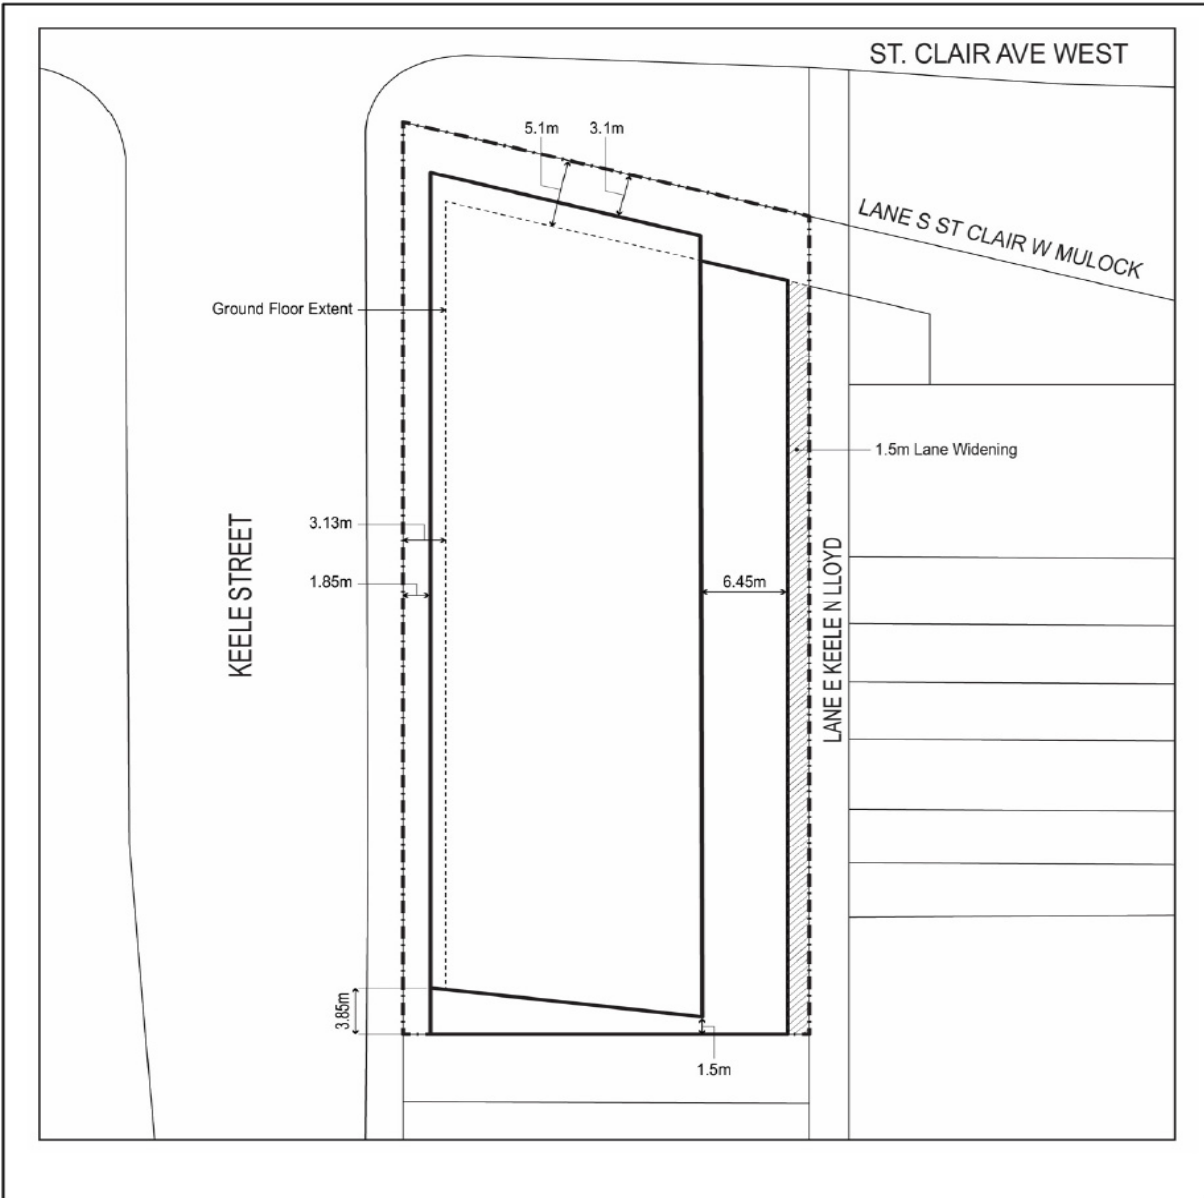 ST. CLAIR AVE WEST
5.1m
3.1m
LANE S ST CLAIR W MULOCK
Ground Floor Extent
1.5m Lane Widening
KEELE STREET
3.13m
1.85m
6.45m
LANE E KEELE N LLOYD
3.85m
1.5m